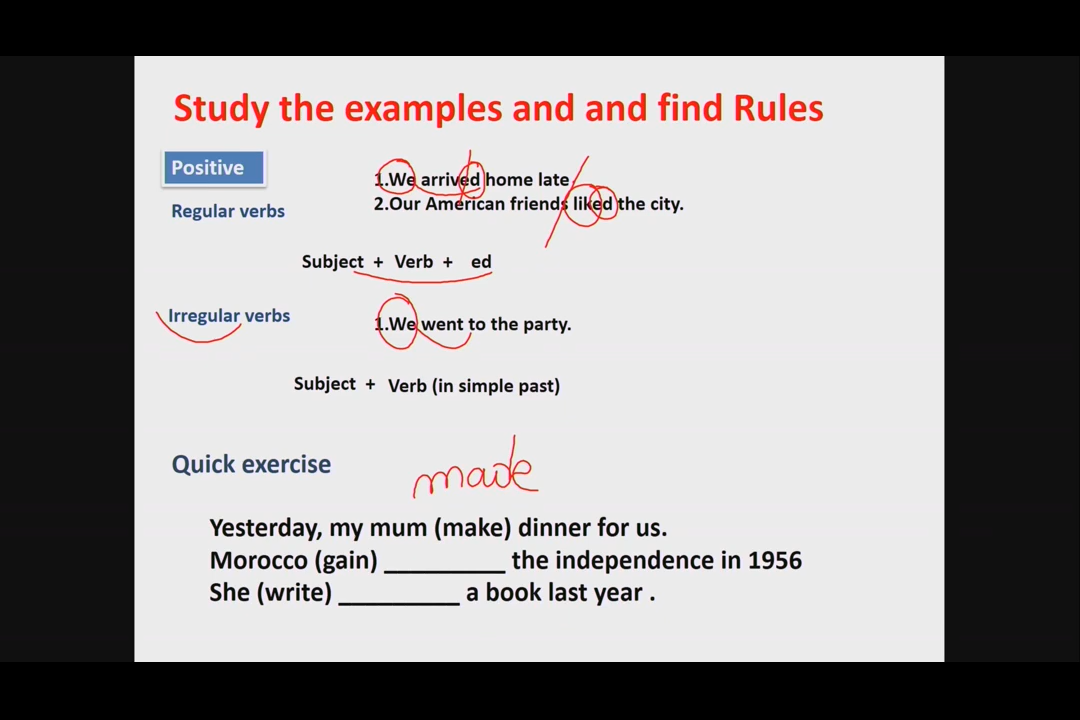 Study the examples and and find Rules
Positive
1.We arrived home late
Regular verbs
2.Our American friends liked the city.
Subject + Verb + ed
Irregular verbs
1.We went to the party.
Subject + Verb (in simple past)
Quick exercise
made
Yesterday, my mum (make) dinner for us.
Morocco (gain) __________ the independence in 1956
She (write) __________ a book last year .